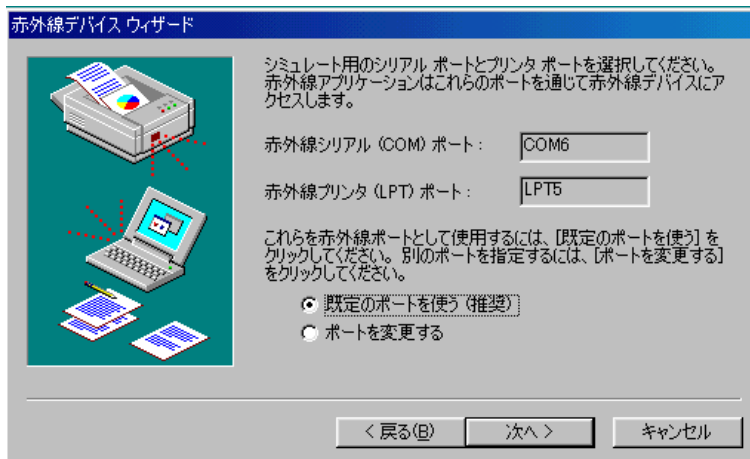 赤外線デバイス ウィザード
シミュレート用のシリアル ポートとプリンタ ポートを選択してください。
赤外線アプリケーションはこれらのポートを通じて赤外線デバイスにア
クセスします。
赤外線シリアル (COM) ポート :
COM6
赤外線プリンタ (LPT) ポート :
LPT5
これらを赤外線ポートとして使用するには、[既定のポートを使う] を
クリックしてください。別のポートを指定するには、[ポートを変更する]
をクリックしてください。
既定のポートを使う (推奨)
ポートを変更する
< 戻る(B)
次へ >
キャンセル